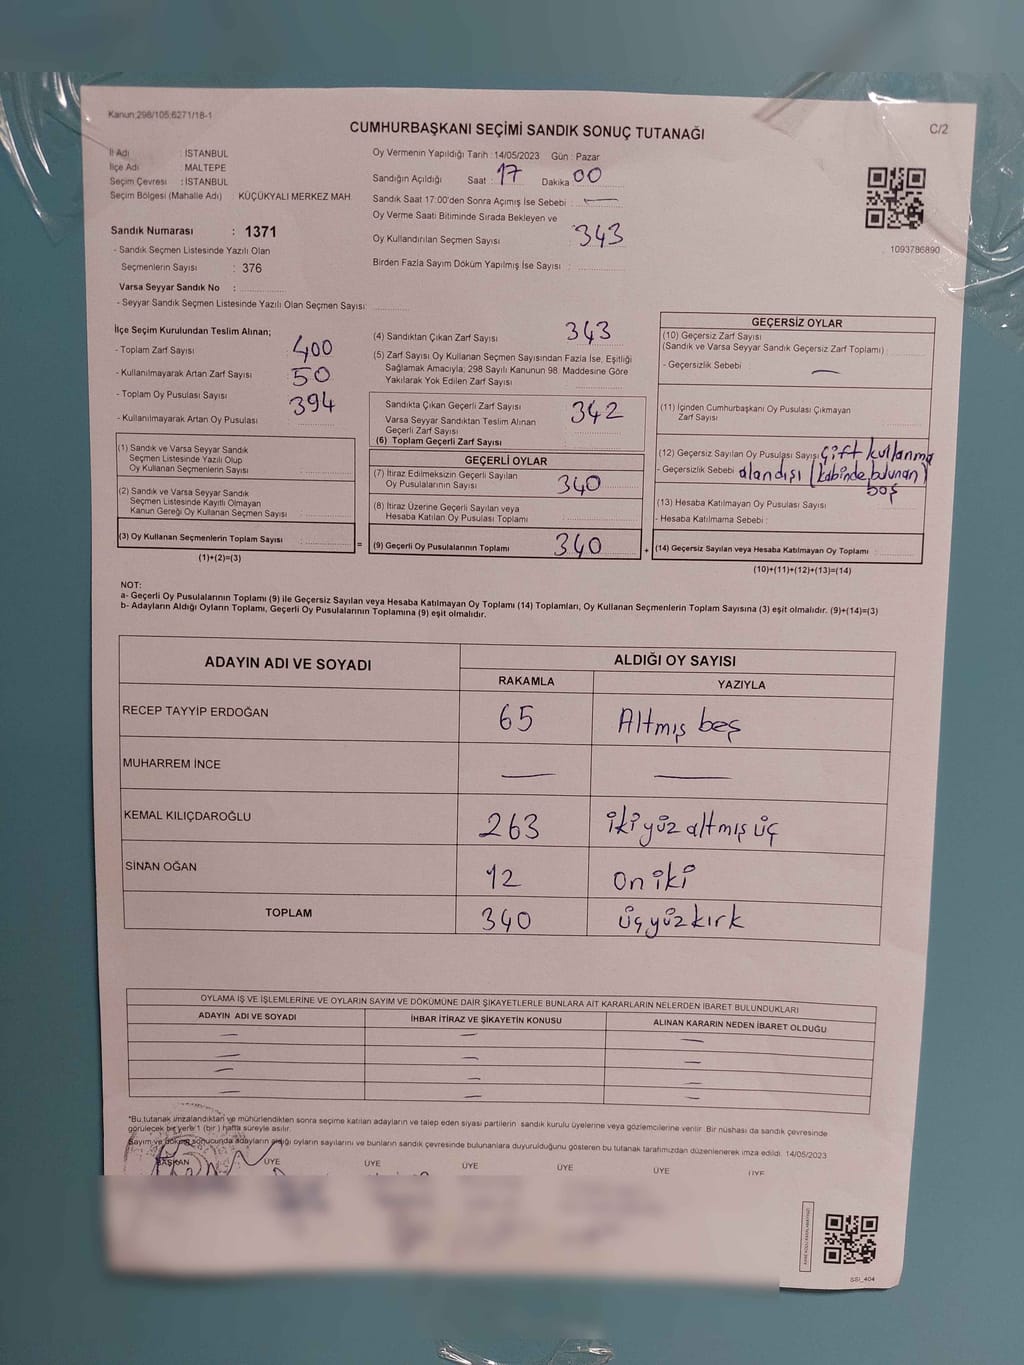 Kanun:298/105;6271/18-1
CUMHURBAŞKANI SEÇİMİ SANDIK SONUÇ TUTANAĞI
C/2
İl Adı : İSTANBUL
İlçe Adı : MALTEPE
Seçim Çevresi : İSTANBUL
Seçim Bölgesi (Mahalle Adı) : KÜÇÜKYALI MERKEZ MAH.
Sandık Numarası : 1371
- Sandık Seçmen Listesinde Yazılı Olan
Seçmenlerin Sayısı : 376
Varsa Seyyar Sandık No :
- Seyyar Sandık Seçmen Listesinde Yazılı Olan Seçmen Sayısı:
Oy Vermenin Yapıldığı Tarih :14/05/2023 Gün : Pazar
Sandığın Açıldığı Saat : 17 Dakika : 00
Sandık Saat 17:00'den Sonra Açımış İse Sebebi : —
Oy Verme Saati Bitiminde Sırada Bekleyen ve
Oy Kullandırılan Seçmen Sayısı : 343
Birden Fazla Sayım Döküm Yapılmış İse Sayısı :
1093786890
İlçe Seçim Kurulundan Teslim Alınan;
- Toplam Zarf Sayısı : 400
- Kullanılmayarak Artan Zarf Sayısı : 50
- Toplam Oy Pusulası Sayısı : 394
- Kullanılmayarak Artan Oy Pusulası :
(1) Sandık ve Varsa Seyyar Sandık
Seçmen Listesinde Yazılı Olup
Oy Kullanan Seçmenlerin Sayısı :
(2) Sandık ve Varsa Seyyar Sandık
Seçmen Listesinde Kayıtlı Olmayan
Kanun Gereği Oy Kullanan Seçmen Sayısı :
(3) Oy Kullanan Seçmenlerin Toplam Sayısı :
(1)+(2)=(3)
=
(4) Sandıktan Çıkan Zarf Sayısı : 343
(5) Zarf Sayısı Oy Kullanan Seçmen Sayısından Fazla İse, Eşitliği
Sağlamak Amacıyla; 298 Sayılı Kanunun 98. Maddesine Göre
Yakılarak Yok Edilen Zarf Sayısı :
Sandıkta Çıkan Geçerli Zarf Sayısı : 342
Varsa Seyyar Sandıktan Teslim Alınan
Geçerli Zarf Sayısı :
(6) Toplam Geçerli Zarf Sayısı :
GEÇERLİ OYLAR
(7) İtiraz Edilmeksizin Geçerli Sayılan
Oy Pusulalarının Sayısı : 340
(8) İtiraz Üzerine Geçerli Sayılan veya
Hesaba Katılan Oy Pusulası Toplamı :
(9) Geçerli Oy Pusulalarının Toplamı : 340
+
GEÇERSİZ OYLAR
(10) Geçersiz Zarf Sayısı
(Sandık ve Varsa Seyyar Sandık Geçersiz Zarf Toplamı) :
- Geçersizlik Sebebi : —
(11) İçinden Cumhurbaşkanı Oy Pusulası Çıkmayan
Zarf Sayısı :
(12) Geçersiz Sayılan Oy Pusulası Sayısı : çift kullanma
- Geçersizlik Sebebi : alandışı (kabinde bulunan)
boş
(13) Hesaba Katılmayan Oy Pusulası Sayısı :
- Hesaba Katılmama Sebebi :
(14) Geçersiz Sayılan veya Hesaba Katılmayan Oy Toplamı :
(10)+(11)+(12)+(13)=(14)
NOT:
a- Geçerli Oy Pusulalarının Toplamı (9) ile Geçersiz Sayılan veya Hesaba Katılmayan Oy Toplamı (14) Toplamları, Oy Kullanan Seçmenlerin Toplam Sayısına (3) eşit olmalıdır. (9)+(14)=(3)
b- Adayların Aldığı Oyların Toplamı, Geçerli Oy Pusulalarının Toplamına (9) eşit olmalıdır.
ADAYIN ADI VE SOYADI
ALDIĞI OY SAYISI
RAKAMLA YAZIYLA
RECEP TAYYİP ERDOĞAN 65 Altmış beş
MUHARREM İNCE — —
KEMAL KILIÇDAROĞLU 263 iki yüz altmış üç
SİNAN OĞAN 12 on iki
TOPLAM 340 üçyüz kırk
OYLAMA İŞ VE İŞLEMLERİNE VE OYLARIN SAYIM VE DÖKÜMÜNE DAİR ŞİKAYETLERLE BUNLARA AİT KARARLARIN NELERDEN İBARET BULUNDUKLARI
ADAYIN ADI VE SOYADI İHBAR İTİRAZ VE ŞİKAYETİN KONUSU ALINAN KARARIN NEDEN İBARET OLDUĞU
— — —
— — —
— — —
— — —
*Bu tutanak imzalandıktan ve mühürlendikten sonra seçime katılan adayların ve talep eden siyasi partilerin sandık kurulu üyelerine veya gözlemcilerine verilir. Bir nüshası da sandık çevresinde
görülecek bir yere 1 (bir) hafta süreyle asılır.
Sayım ve döküm sonucunda adayların aldığı oyların sayılarını ve bunların sandık çevresinde bulunanlara duyurulduğunu gösteren bu tutanak tarafımızdan düzenlenerek imza edildi. 14/05/2023
BAŞKAN ÜYE ÜYE ÜYE ÜYE ÜYE ÜYE
SSI_404